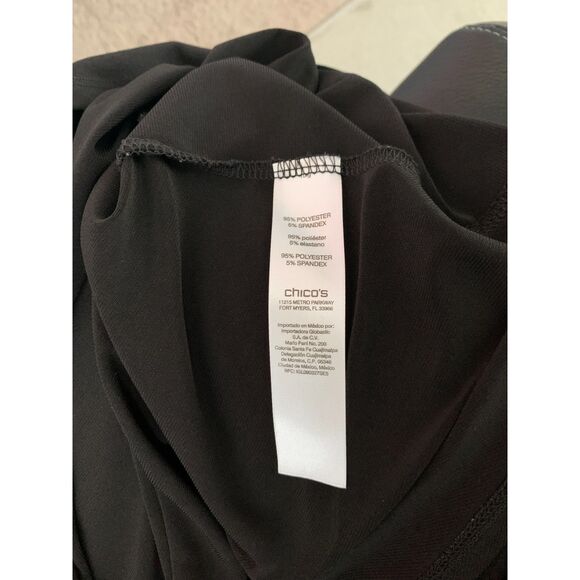 95% POLYESTER
5% SPANDEX
95% poliéster
5% elastano
95% POLYESTER
5% SPANDEX
chico's
11215 METRO PARKWAY
FORT MYERS, FL 33966
Importado en México por:
Importadora Globastic
S.A. de C.V.
Mario Pani No. 200
Colonia Santa Fe Cuajimalpa
Delegación Cuajimalpa
de Morelos, C.P. 05348
Ciudad de México, México
RFC: